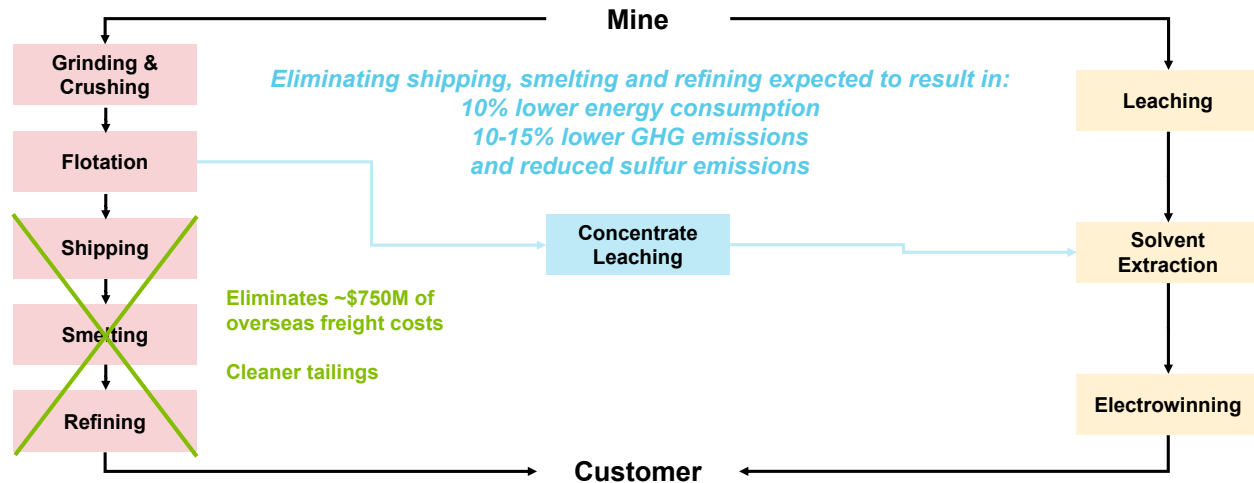 Mine
Grinding &
Crushing
Flotation
Shipping
Smelting
Refining
Eliminating shipping, smelting and refining expected to result in:
10% lower energy consumption
10-15% lower GHG emissions
and reduced sulfur emissions
Concentrate
Leaching
Eliminates ~$750M of
overseas freight costs
Cleaner tailings
Leaching
Solvent
Extraction
Electrowinning
Customer